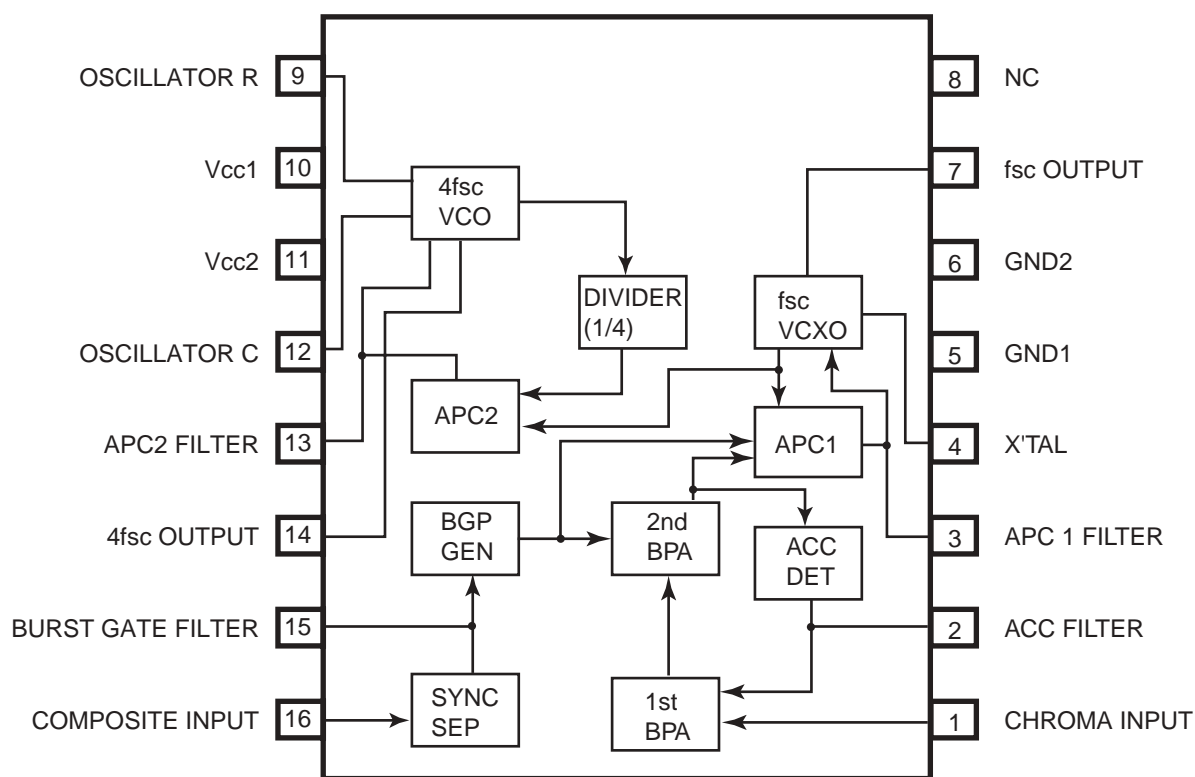 OSCILLATOR R
9
8
NC
Vcc1
10
7
fsc OUTPUT
4fsc
VCO
Vcc2
11
6
GND2
DIVIDER
(1/4)
fsc
VCXO
OSCILLATOR C
12
5
GND1
APC2
APC1
APC2 FILTER
13
4
X'TAL
4fsc OUTPUT
14
BGP
GEN
2nd
BPA
ACC
DET
3
APC 1 FILTER
BURST GATE FILTER
15
2
ACC FILTER
COMPOSITE INPUT
16
SYNC
SEP
1st
BPA
1
CHROMA INPUT